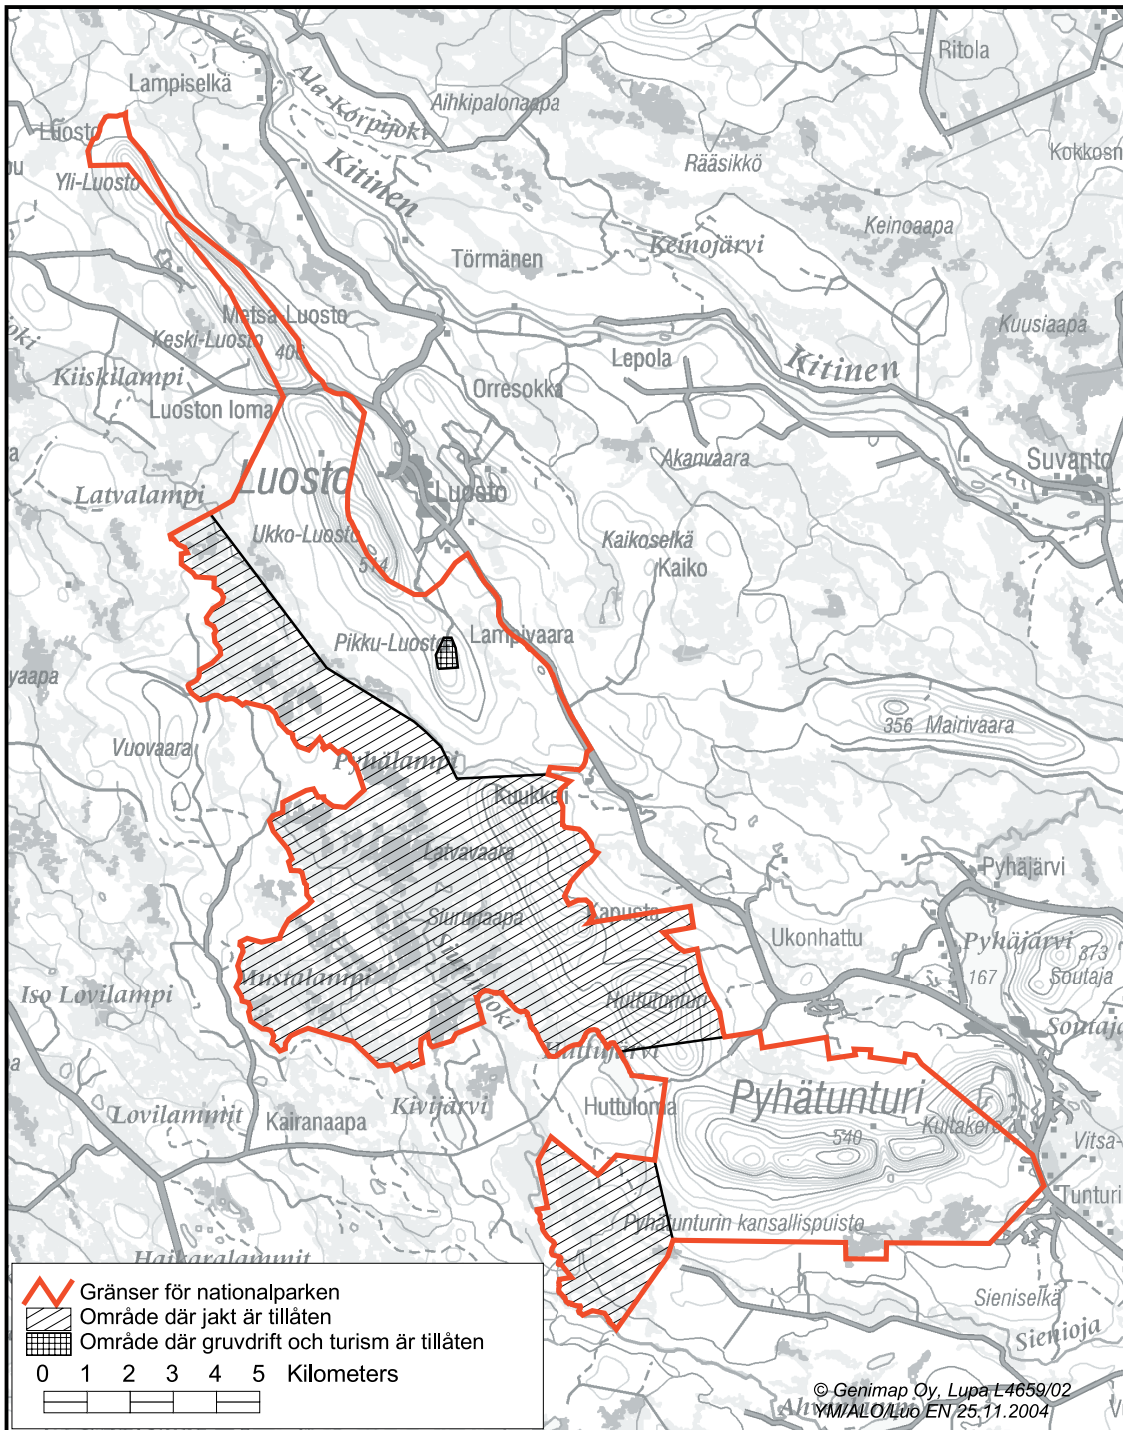 Ritola
Lampiselkä
Ala-Korpijoki
Aihkipalonaapa
Luosto
Kokkosn
Rääsikkö
Kitinen
Yli-Luosto
Keinoaapa
Keinojärvi
Törmänen
Metsä-Luosto
Kuusiaapa
Keski-Luosto
Lepola
Kitinen
Kiiskilampi
Orresokka
Luoston loma
Akanvaara
Suvanto
Luosto
Latvalampi
Luosto
Ukko-Luosto
Kaikoselkä
514
Kaiko
Pikku-Luosto
Lampivaara
yaapa
356 Mairivaara
Vuovaara
Pyhälampi
Ruukkeli
Latvavaara
Pyhäjärvi
Siurunaapa
Kapusta
Ukonhattu
Pyhäjärvi
373
Soutaja
167
Mustalampi
Iso Lovilampi
Huttutunturi
Soutaja
Huttujärvi
Pyhätunturi
Kivijärvi
Huttuloma
Lovilammit
Kairanaapa
Kultakero
540
Vitsa-
Tunturi
Pyhätunturin kansallispuisto
Haikaralammit
Sieniselkä
Sienioja
Gränser för nationalparken
Område där jakt är tillåten
Område där gruvdrift och turism är tillåten
0 1 2 3 4 5 Kilometers
© Genimap Oy, Lupa L4659/02
YM/ALO/Luo EN 25.11.2004